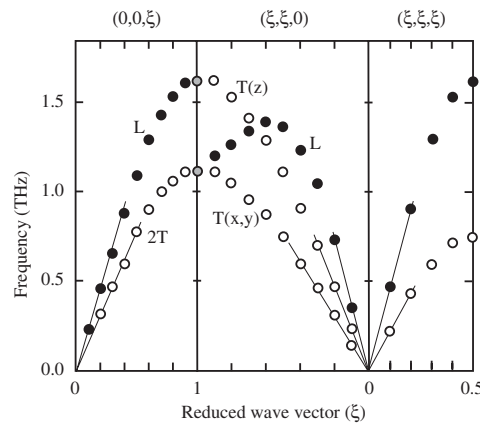 (0,0,ξ) (ξ,ξ,0) (ξ,ξ,ξ)
1.5
1.0
0.5
0.0
Frequency (THz)
T(z)
L
L
2T
T(x,y)
0 1 0 0.5
Reduced wave vector (ξ)